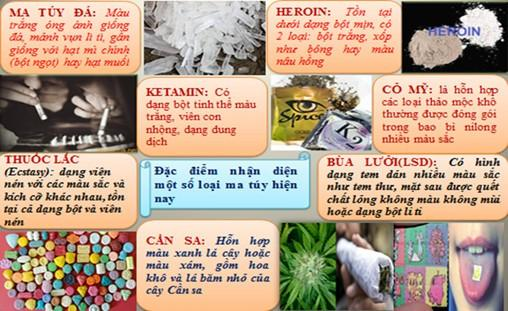 MA TÚY ĐÁ: Màu
trắng óng ánh giống
đá, mảnh vụn li ti, gần
giống với hạt mì chính
(bột ngọt) hay hạt muối
HEROIN: Tồn tại
dưới dạng bột mịn, có
2 loại: bột trắng, xốp
như bông hay màu
nâu hồng
HEROIN
KETAMIN: Có
dạng bột tinh thể màu
trắng, viên con
nhộng, dạng dung
dịch
Spice
K2
CỎ MỸ: là hỗn hợp
các loại thảo mộc khô
thường được đóng gói
trong bao bì nilong
nhiều màu sắc
THUỐC LẮC
(Ecstasy): dạng viên
nén với các màu sắc và
kích cỡ khác nhau, tồn
tại cả dạng bột và viên
nén
Đặc điểm nhận diện
một số loại ma túy hiện
nay
BÙA LƯỠI(LSD): Có hình
dạng tem dán nhiều màu sắc
như tem thư, mặt sau được quết
chất lỏng không màu không mùi
hoặc dạng bột li ti
CẦN SA: Hỗn hợp
màu xanh lá cây hoặc
màu xám, gồm hoa
khô và lá băm nhỏ của
cây Cần sa